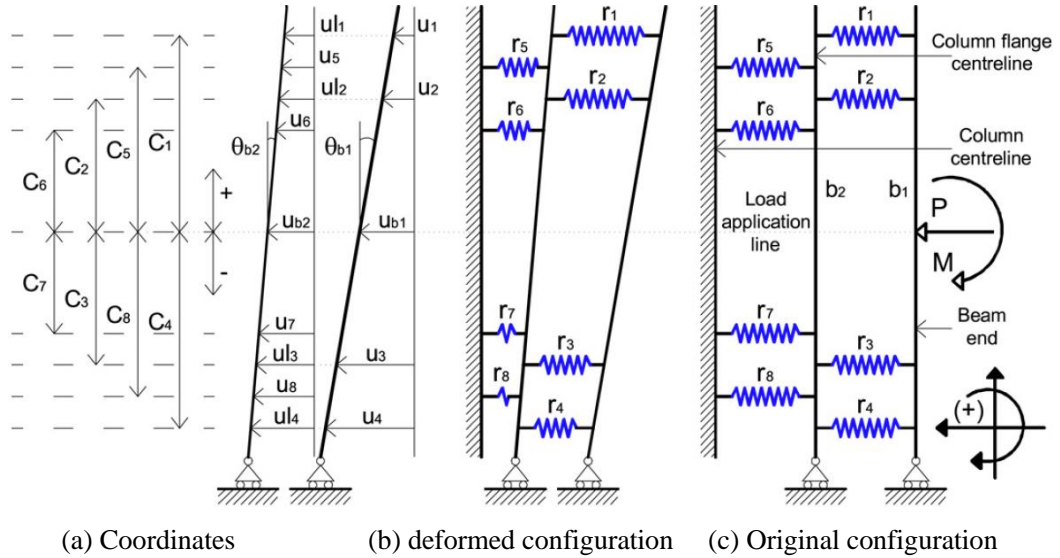 C₆
C₂
C₅
C₁
C₇
C₃
C₈
C₄
+
-
ul₁
u₅
ul₂
u₆
θb2
ub2
u₇
ul₃
u₈
ul₄
u₁
u₂
θb1
ub1
u₃
u₄
r₁
r₅
r₂
r₆
r₇
r₃
r₈
r₄
r₁
r₅
r₂
r₆
Column flange
centreline
Column
centreline
b₂
b₁
Load
application
line
P
M
r₇
r₃
r₈
r₄
Beam
end
(+)
(a) Coordinates
(b) deformed configuration
(c) Original configuration